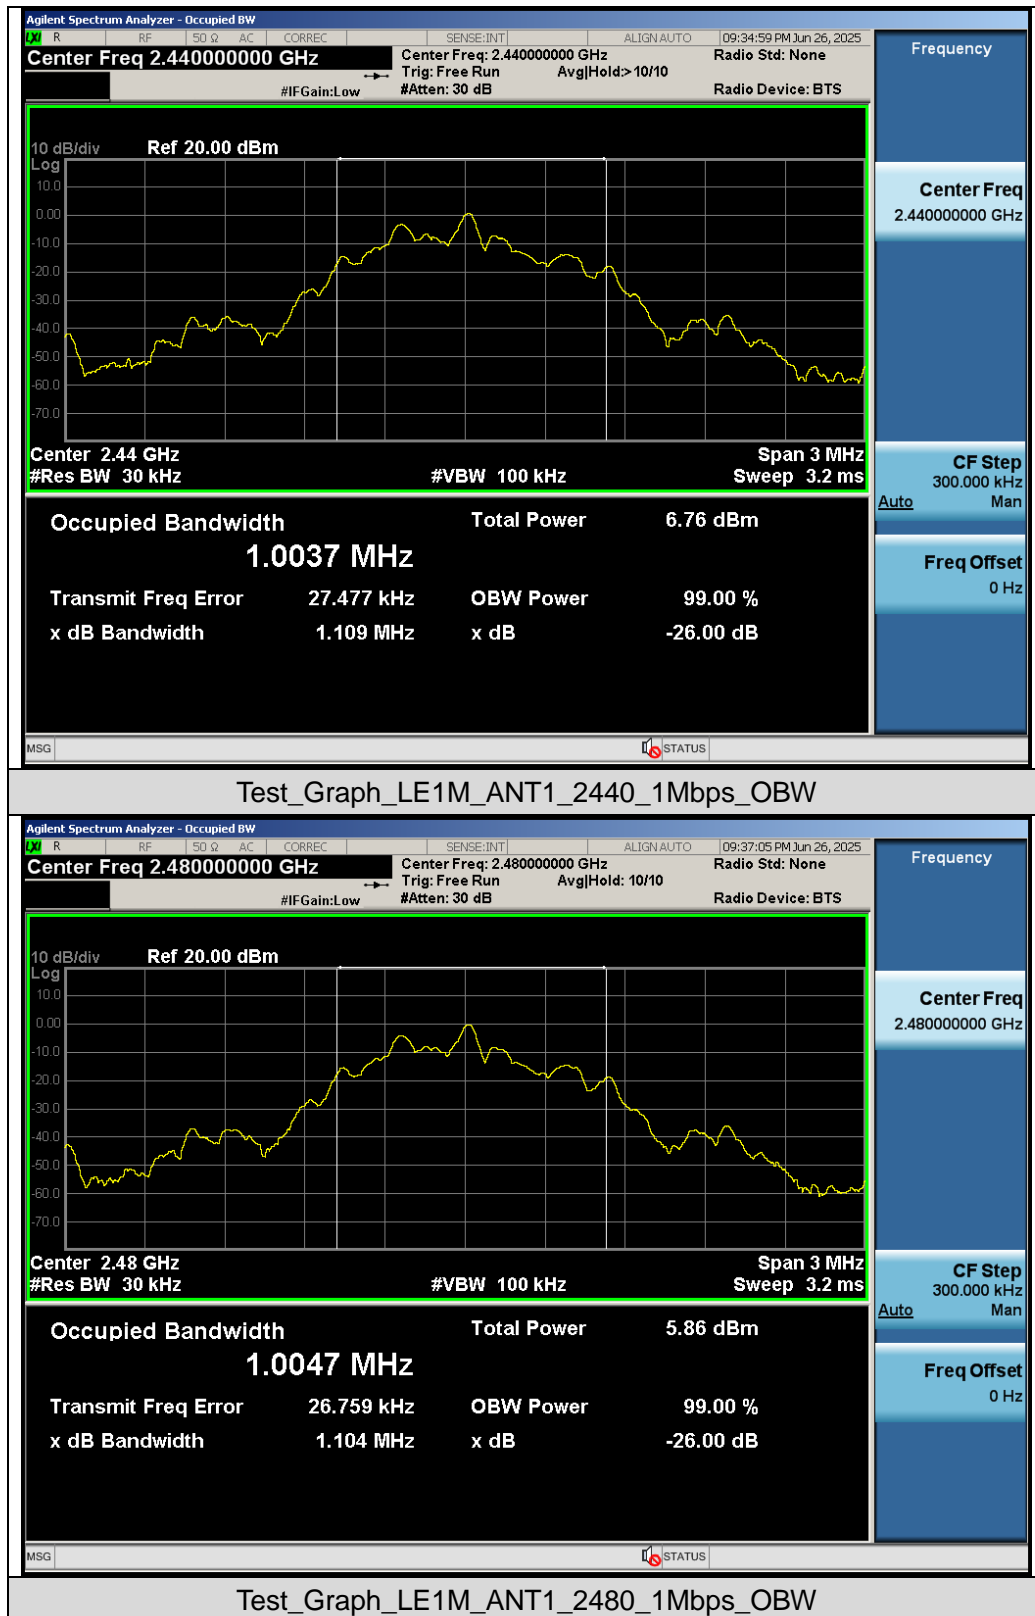 Agilent Spectrum Analyzer - Occupied BW
LXI R RF 50 Ω AC CORREC SENSE:INT ALIGN AUTO 09:34:59 PM Jun 26, 2025
Center Freq 2.440000000 GHz
Center Freq: 2.440000000 GHz
Radio Std: None
Trig: Free Run Avg|Hold:>10/10
#IFGain:Low
#Atten: 30 dB
Radio Device: BTS
Frequency
10 dB/div Ref 20.00 dBm
Log
10.0
0.00
-10.0
-20.0
-30.0
-40.0
-50.0
-60.0
-70.0
Center 2.44 GHz
Span 3 MHz
#Res BW 30 kHz
#VBW 100 kHz
Sweep 3.2 ms
Center Freq
2.440000000 GHz
CF Step
300.000 kHz
Auto Man
Freq Offset
0 Hz
Occupied Bandwidth
Total Power 6.76 dBm
1.0037 MHz
Transmit Freq Error 27.477 kHz
OBW Power 99.00 %
x dB Bandwidth 1.109 MHz
x dB -26.00 dB
MSG
STATUS
Test_Graph_LE1M_ANT1_2440_1Mbps_OBW
Agilent Spectrum Analyzer - Occupied BW
LXI R RF 50 Ω AC CORREC SENSE:INT ALIGN AUTO 09:37:05 PM Jun 26, 2025
Center Freq 2.480000000 GHz
Center Freq: 2.480000000 GHz
Radio Std: None
Trig: Free Run Avg|Hold: 10/10
#IFGain:Low
#Atten: 30 dB
Radio Device: BTS
Frequency
10 dB/div Ref 20.00 dBm
Log
10.0
0.00
-10.0
-20.0
-30.0
-40.0
-50.0
-60.0
-70.0
Center 2.48 GHz
Span 3 MHz
#Res BW 30 kHz
#VBW 100 kHz
Sweep 3.2 ms
Center Freq
2.480000000 GHz
CF Step
300.000 kHz
Auto Man
Freq Offset
0 Hz
Occupied Bandwidth
Total Power 5.86 dBm
1.0047 MHz
Transmit Freq Error 26.759 kHz
OBW Power 99.00 %
x dB Bandwidth 1.104 MHz
x dB -26.00 dB
MSG
STATUS
Test_Graph_LE1M_ANT1_2480_1Mbps_OBW